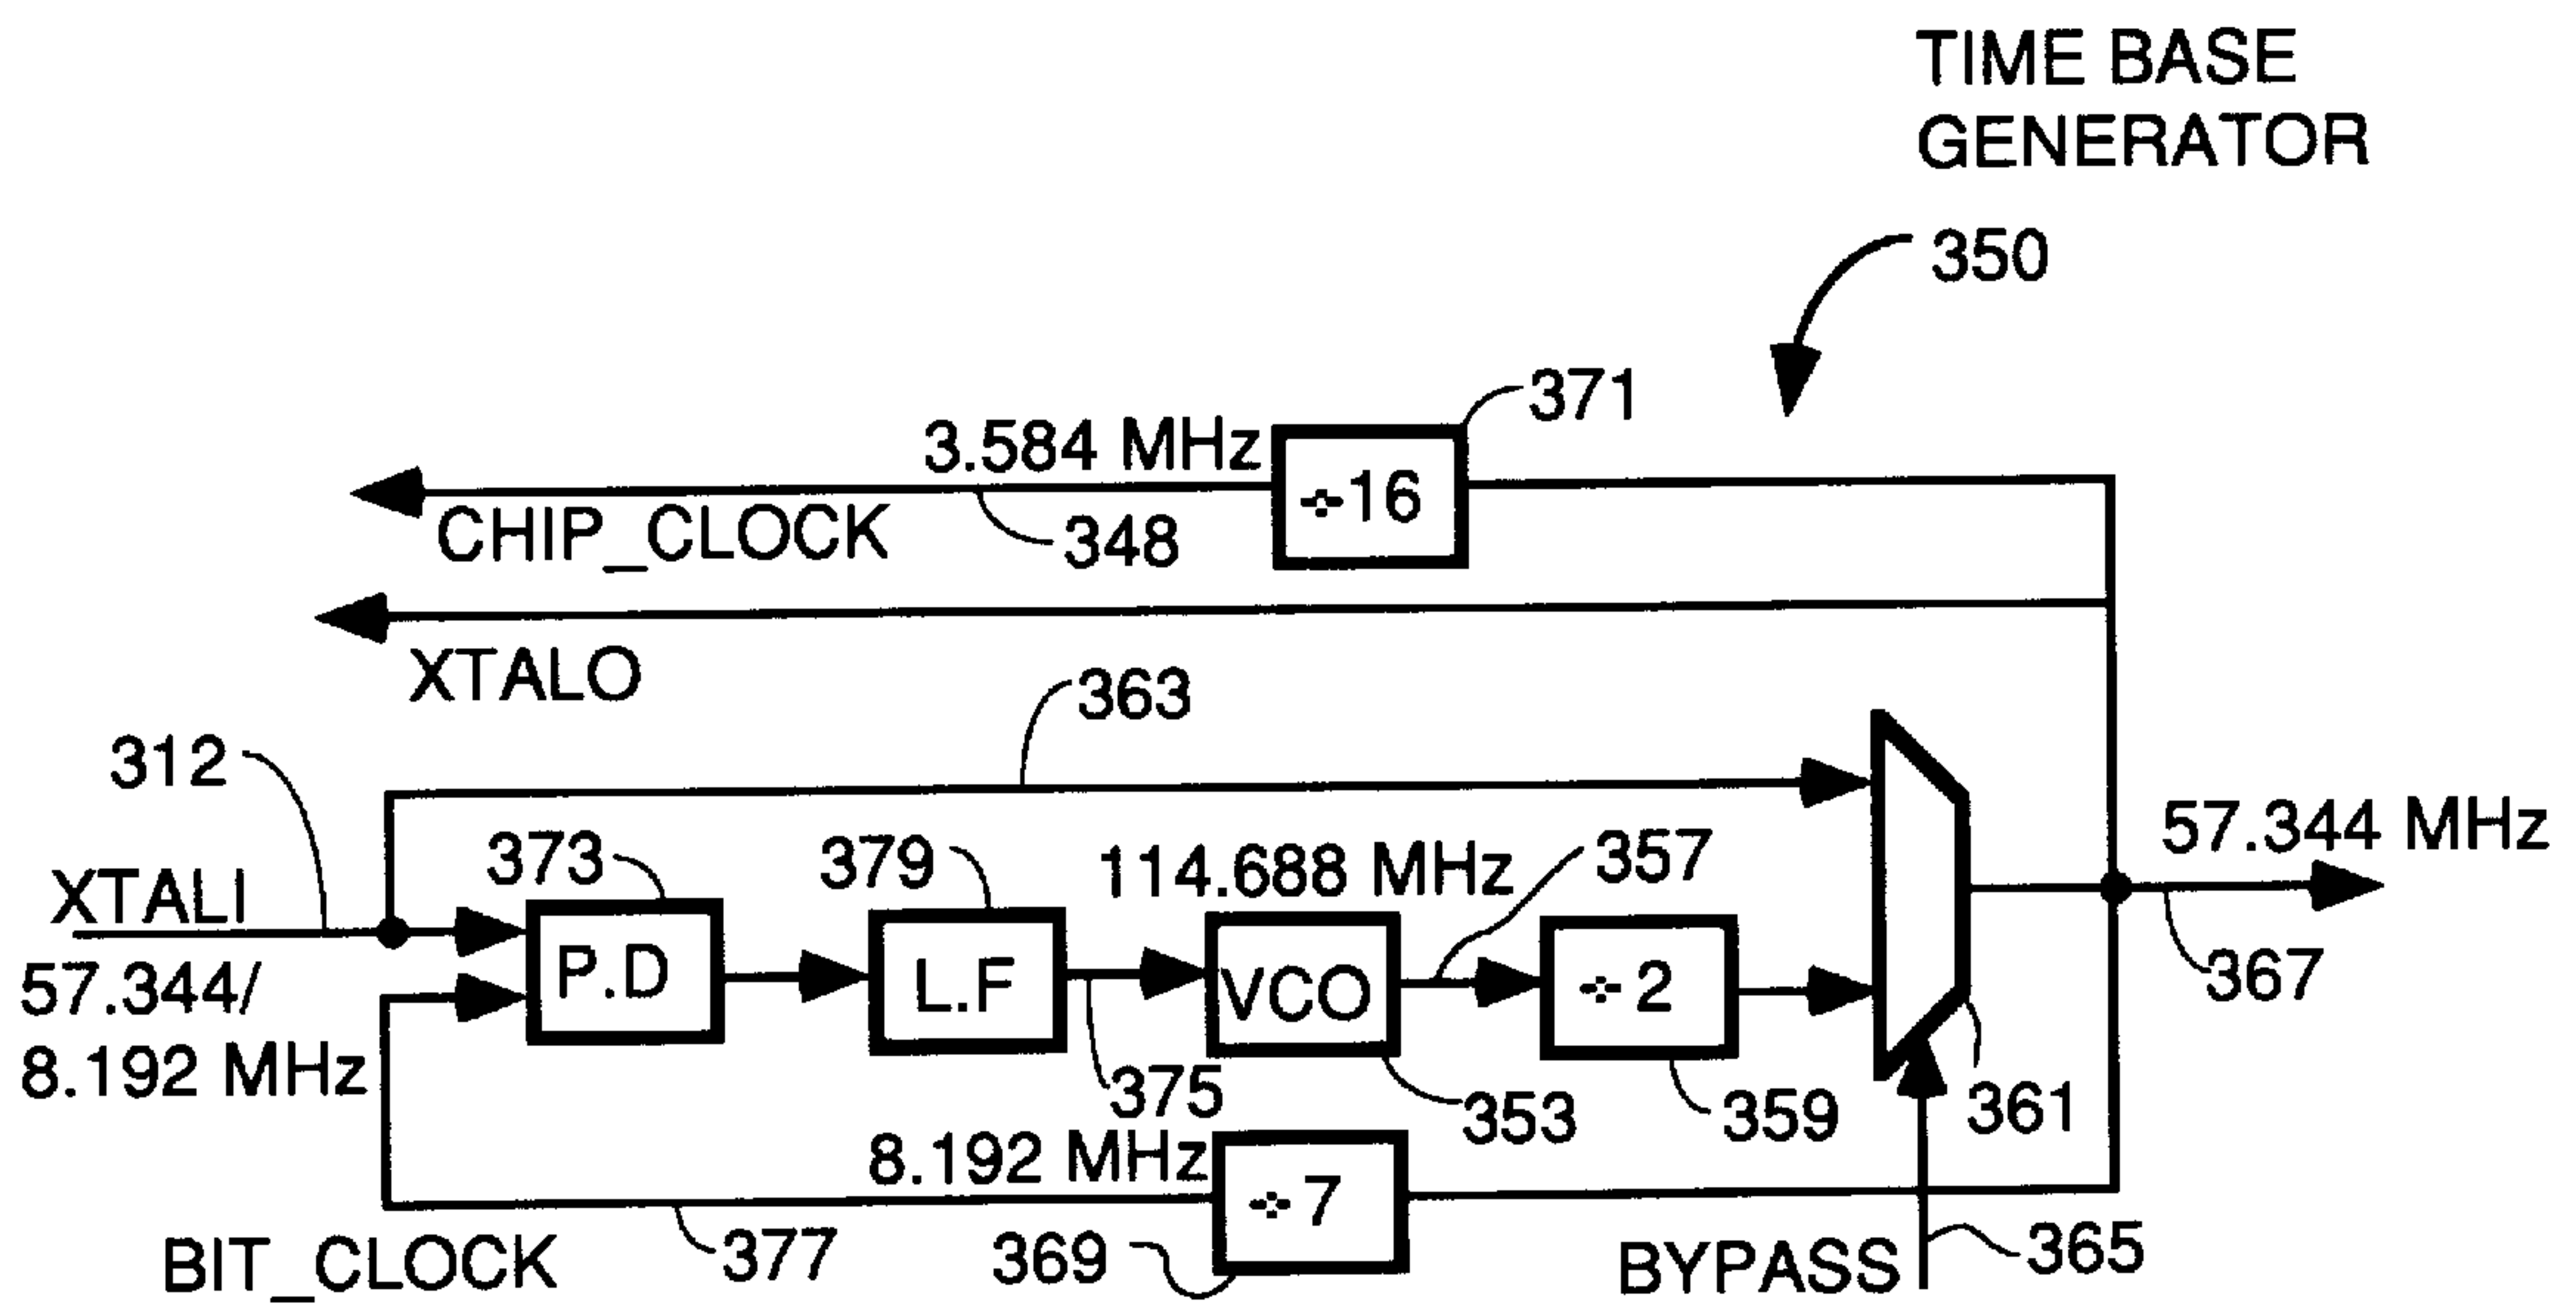 TIME BASE
GENERATOR
350
371
3.584 MHz
÷16
CHIP_CLOCK
348
XTALO
363
312
57.344 MHz
373
379
114.688 MHz
357
XTALI
P.D
L.F
VCO
÷2
367
57.344/
8.192 MHz
375
353
359
361
8.192 MHz
÷7
BIT_CLOCK
377
369
BYPASS
365